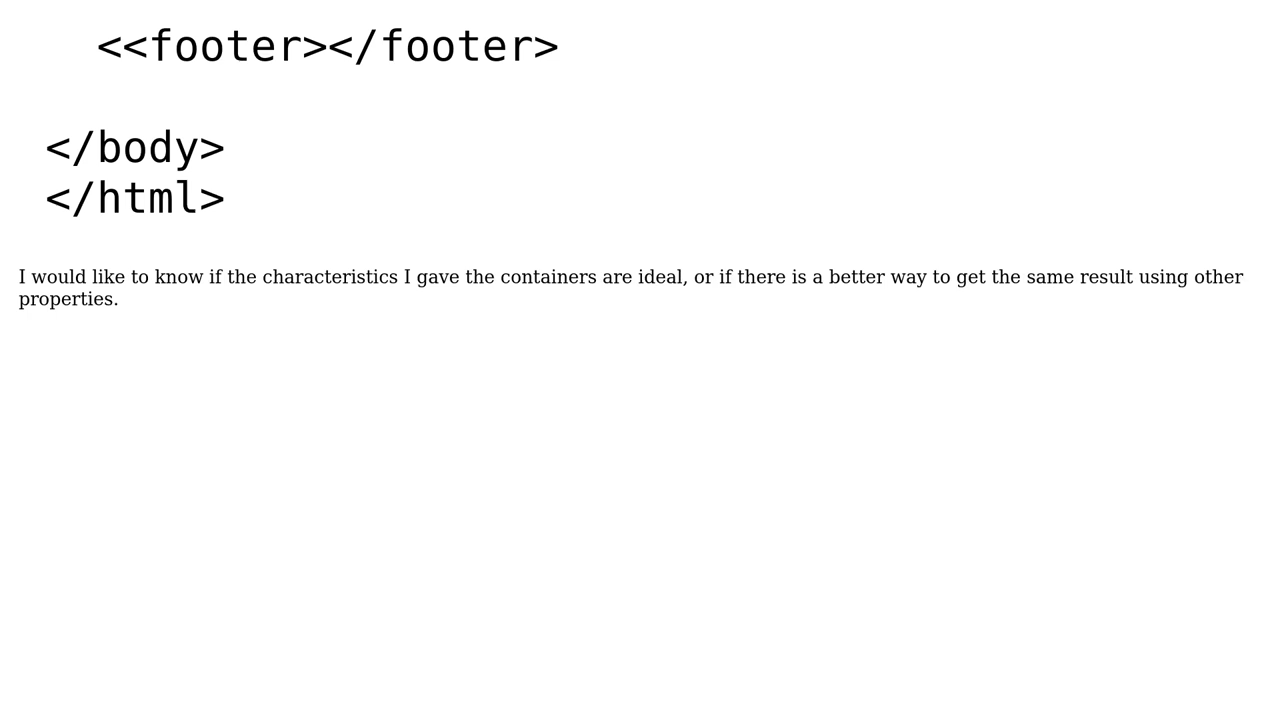 <<footer></footer>
</body>
</html>
I would like to know if the characteristics I gave the containers are ideal, or if there is a better way to get the same result using other
properties.